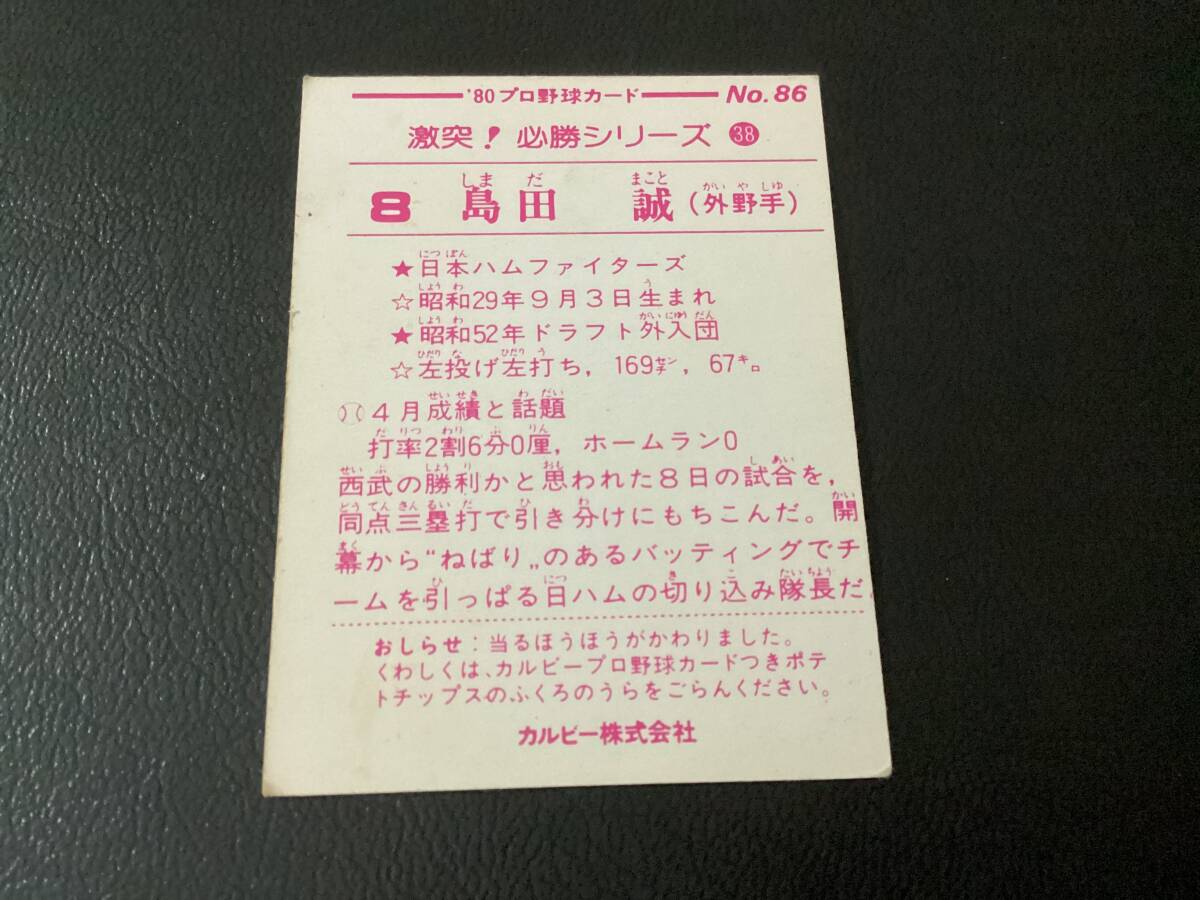 '80プロ野球カード No.86
激突！必勝シリーズ 38
8 島田 誠 (外野手)
★日本ハムファイターズ
☆昭和29年9月3日生まれ
★昭和52年ドラフト外入団
☆左投げ左打ち，169㌢，67㌔。
4月成績と話題
打率2割6分0厘，ホームラン0
西武の勝利かと思われた8日の試合を，
同点三塁打で引き分けにもちこんだ。開
幕から“ねばり„のあるバッティングでチ
ームを引っぱる日ハムの切り込み隊長だ。
おしらせ：当るほうほうがかわりました。
くわしくは、カルビープロ野球カードつきポテ
トチップスのふくろのうらをごらんください。
カルビー株式会社